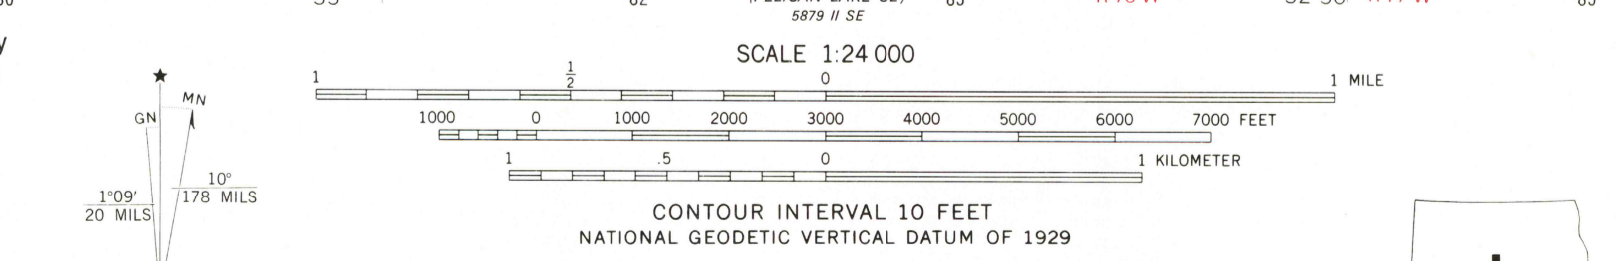 5879 II SE
SCALE 1:24 000
1 1/2 0 1 MILE
1000 0 1000 2000 3000 4000 5000 6000 7000 FEET
1 .5 0 1 KILOMETER
CONTOUR INTERVAL 10 FEET
NATIONAL GEODETIC VERTICAL DATUM OF 1929
★
MN
GN
1°09′
20 MILS
10°
178 MILS